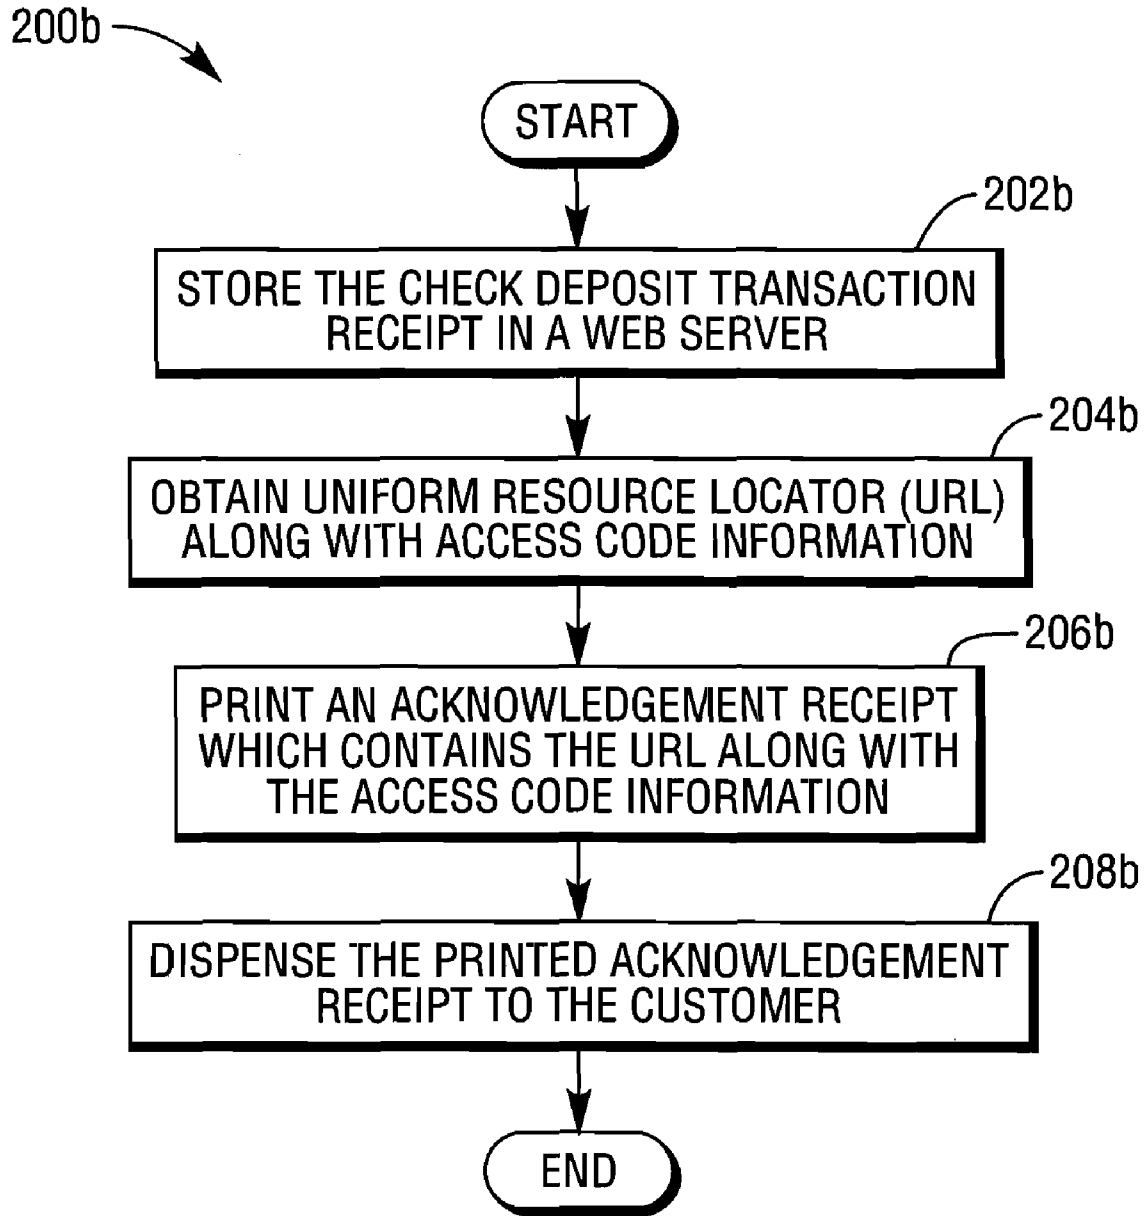 200b
START
202b
STORE THE CHECK DEPOSIT TRANSACTION
RECEIPT IN A WEB SERVER
204b
OBTAIN UNIFORM RESOURCE LOCATOR (URL)
ALONG WITH ACCESS CODE INFORMATION
206b
PRINT AN ACKNOWLEDGEMENT RECEIPT
WHICH CONTAINS THE URL ALONG WITH
THE ACCESS CODE INFORMATION
208b
DISPENSE THE PRINTED ACKNOWLEDGEMENT
RECEIPT TO THE CUSTOMER
END